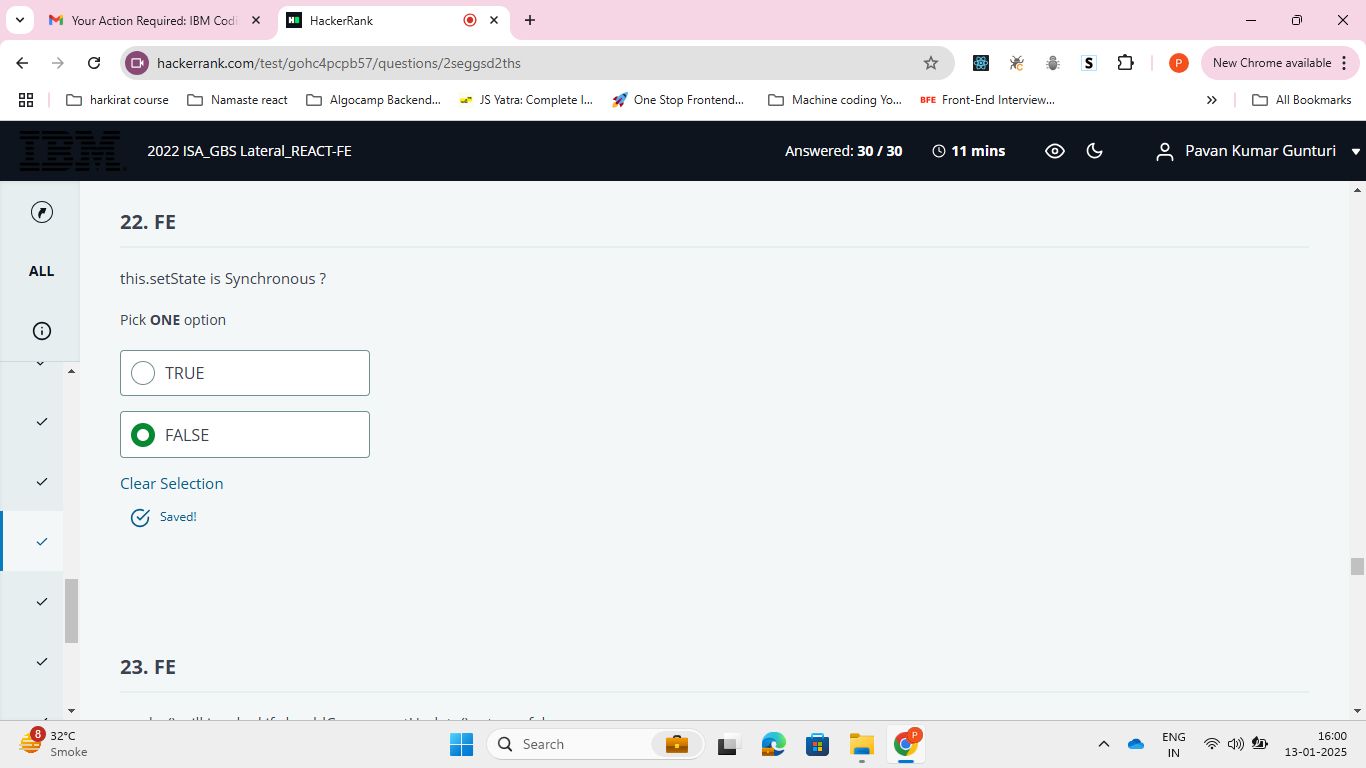 Your Action Required: IBM Codi
HackerRank
hackerrank.com/test/gohc4pcpb57/questions/2seggsd2ths
S
P
New Chrome available
harkirat course
Namaste react
Algocamp Backend...
JS Yatra: Complete I...
One Stop Frontend...
Machine coding Yo...
BFE
Front-End Interview...
All Bookmarks
IBM
2022 ISA_GBS Lateral_REACT-FE
Answered: 30 / 30
11 mins
Pavan Kumar Gunturi
ALL
22. FE
this.setState is Synchronous ?
Pick ONE option
TRUE
FALSE
Clear Selection
Saved!
23. FE
8
32°C
Smoke
Search
P
ENG
IN
16:00
13-01-2025